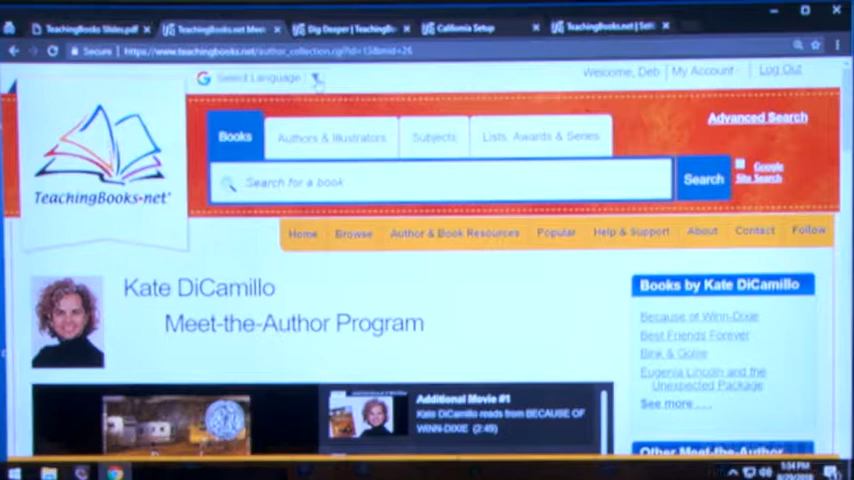 TeachingBooks Slides.pdf
TeachingBooks.net Mee
Dig Deeper | TeachingB
California Setup
TeachingBooks.net |
Secure
https://www.teachingbooks.net/author_collection.cgi?id=13&mid=26
Select Language
Welcome, Deb
My Account
Log Out
TeachingBooks.net
Books
Authors & Illustrators
Subjects
Lists, Awards & Series
Advanced Search
Search for a book
Search
Google
Site Search
Home
Browse
Author & Book Resources
Popular
Help & Support
About
Contact
Follow
Kate DiCamillo
Meet-the-Author Program
Books by Kate DiCamillo
Because of Winn-Dixie
Best Friends Forever
Bink & Gollie
Eugenia Lincoln and the
Unexpected Package
See more.....
Additional Movie #1
Kate DiCamillo reads from BECAUSE OF
WINN-DIXIE (2:49)
Other Meet-the-Author
5:04 PM